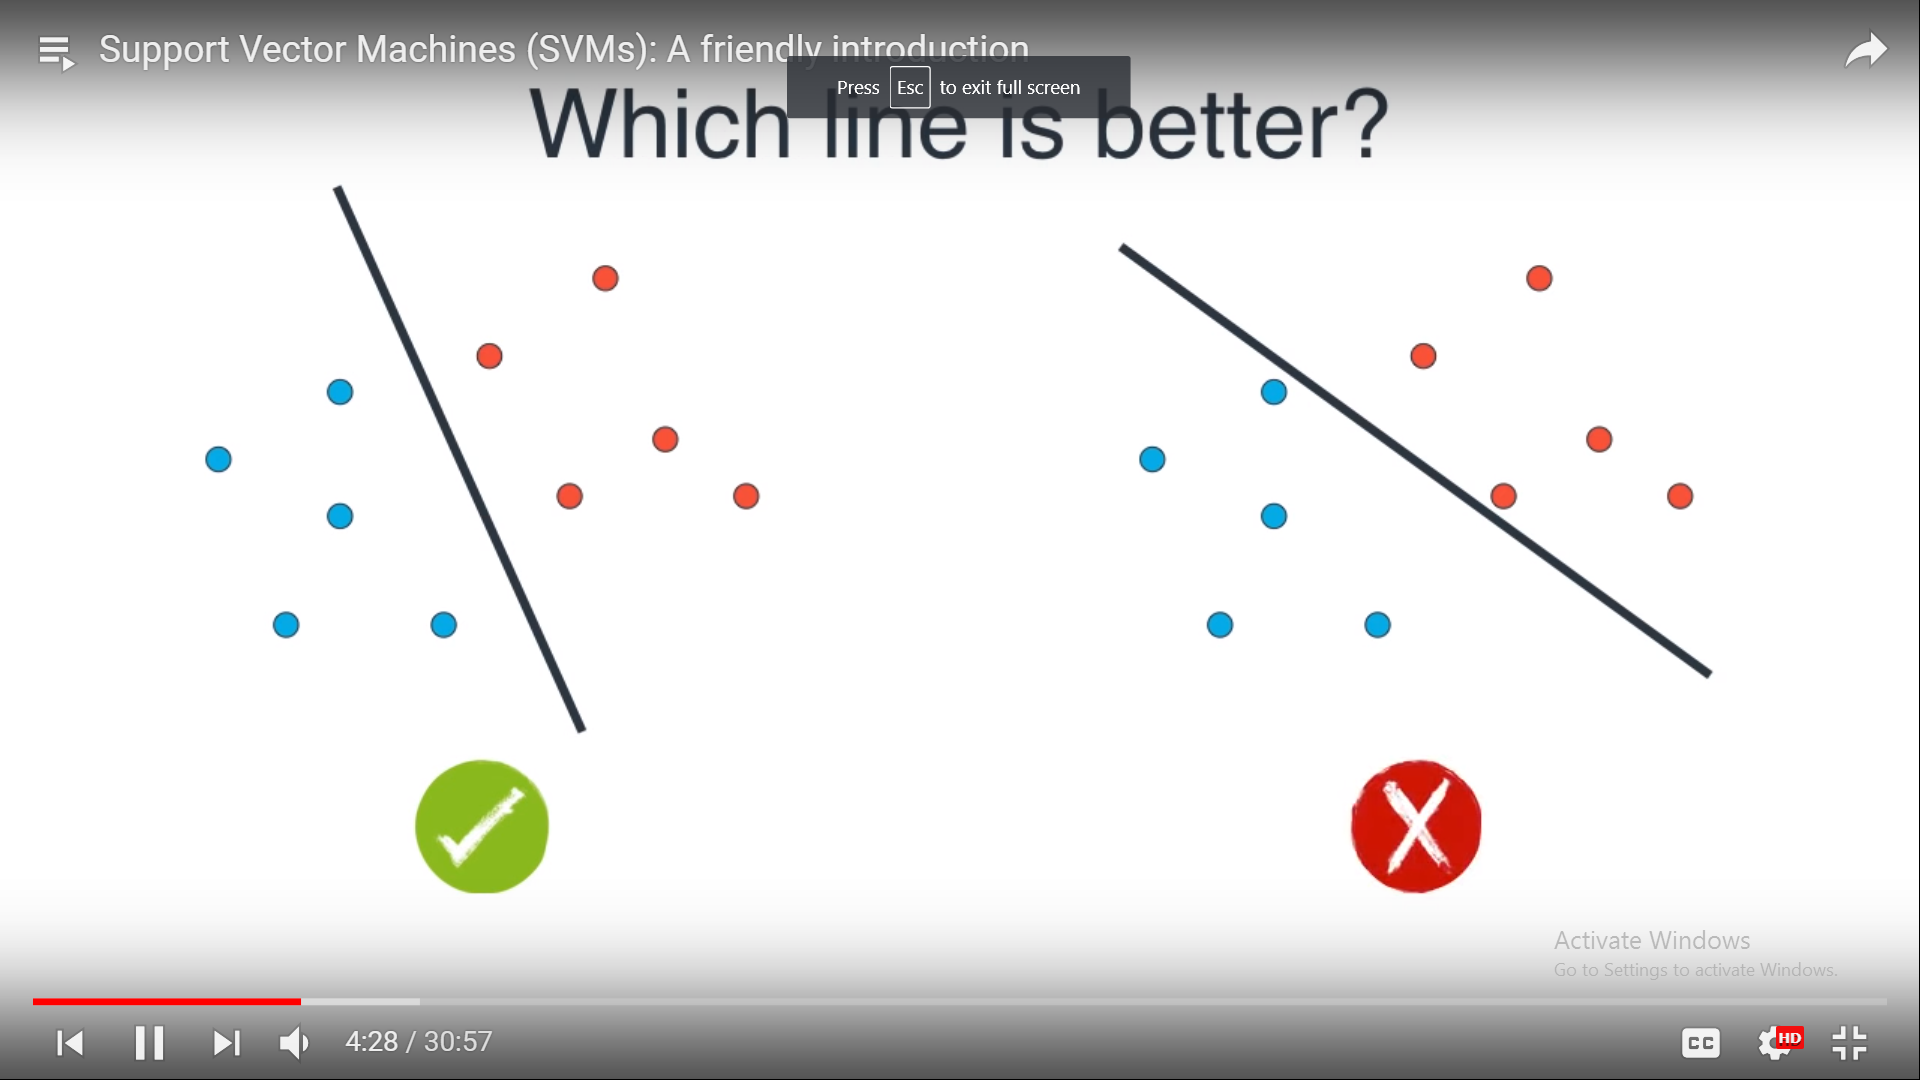 Support Vector Machines (SVMs): A friendly introduction
Press Esc to exit full screen
Which line is better?
Activate Windows
Go to Settings to activate Windows.
4:28 / 30:57
CC
HD